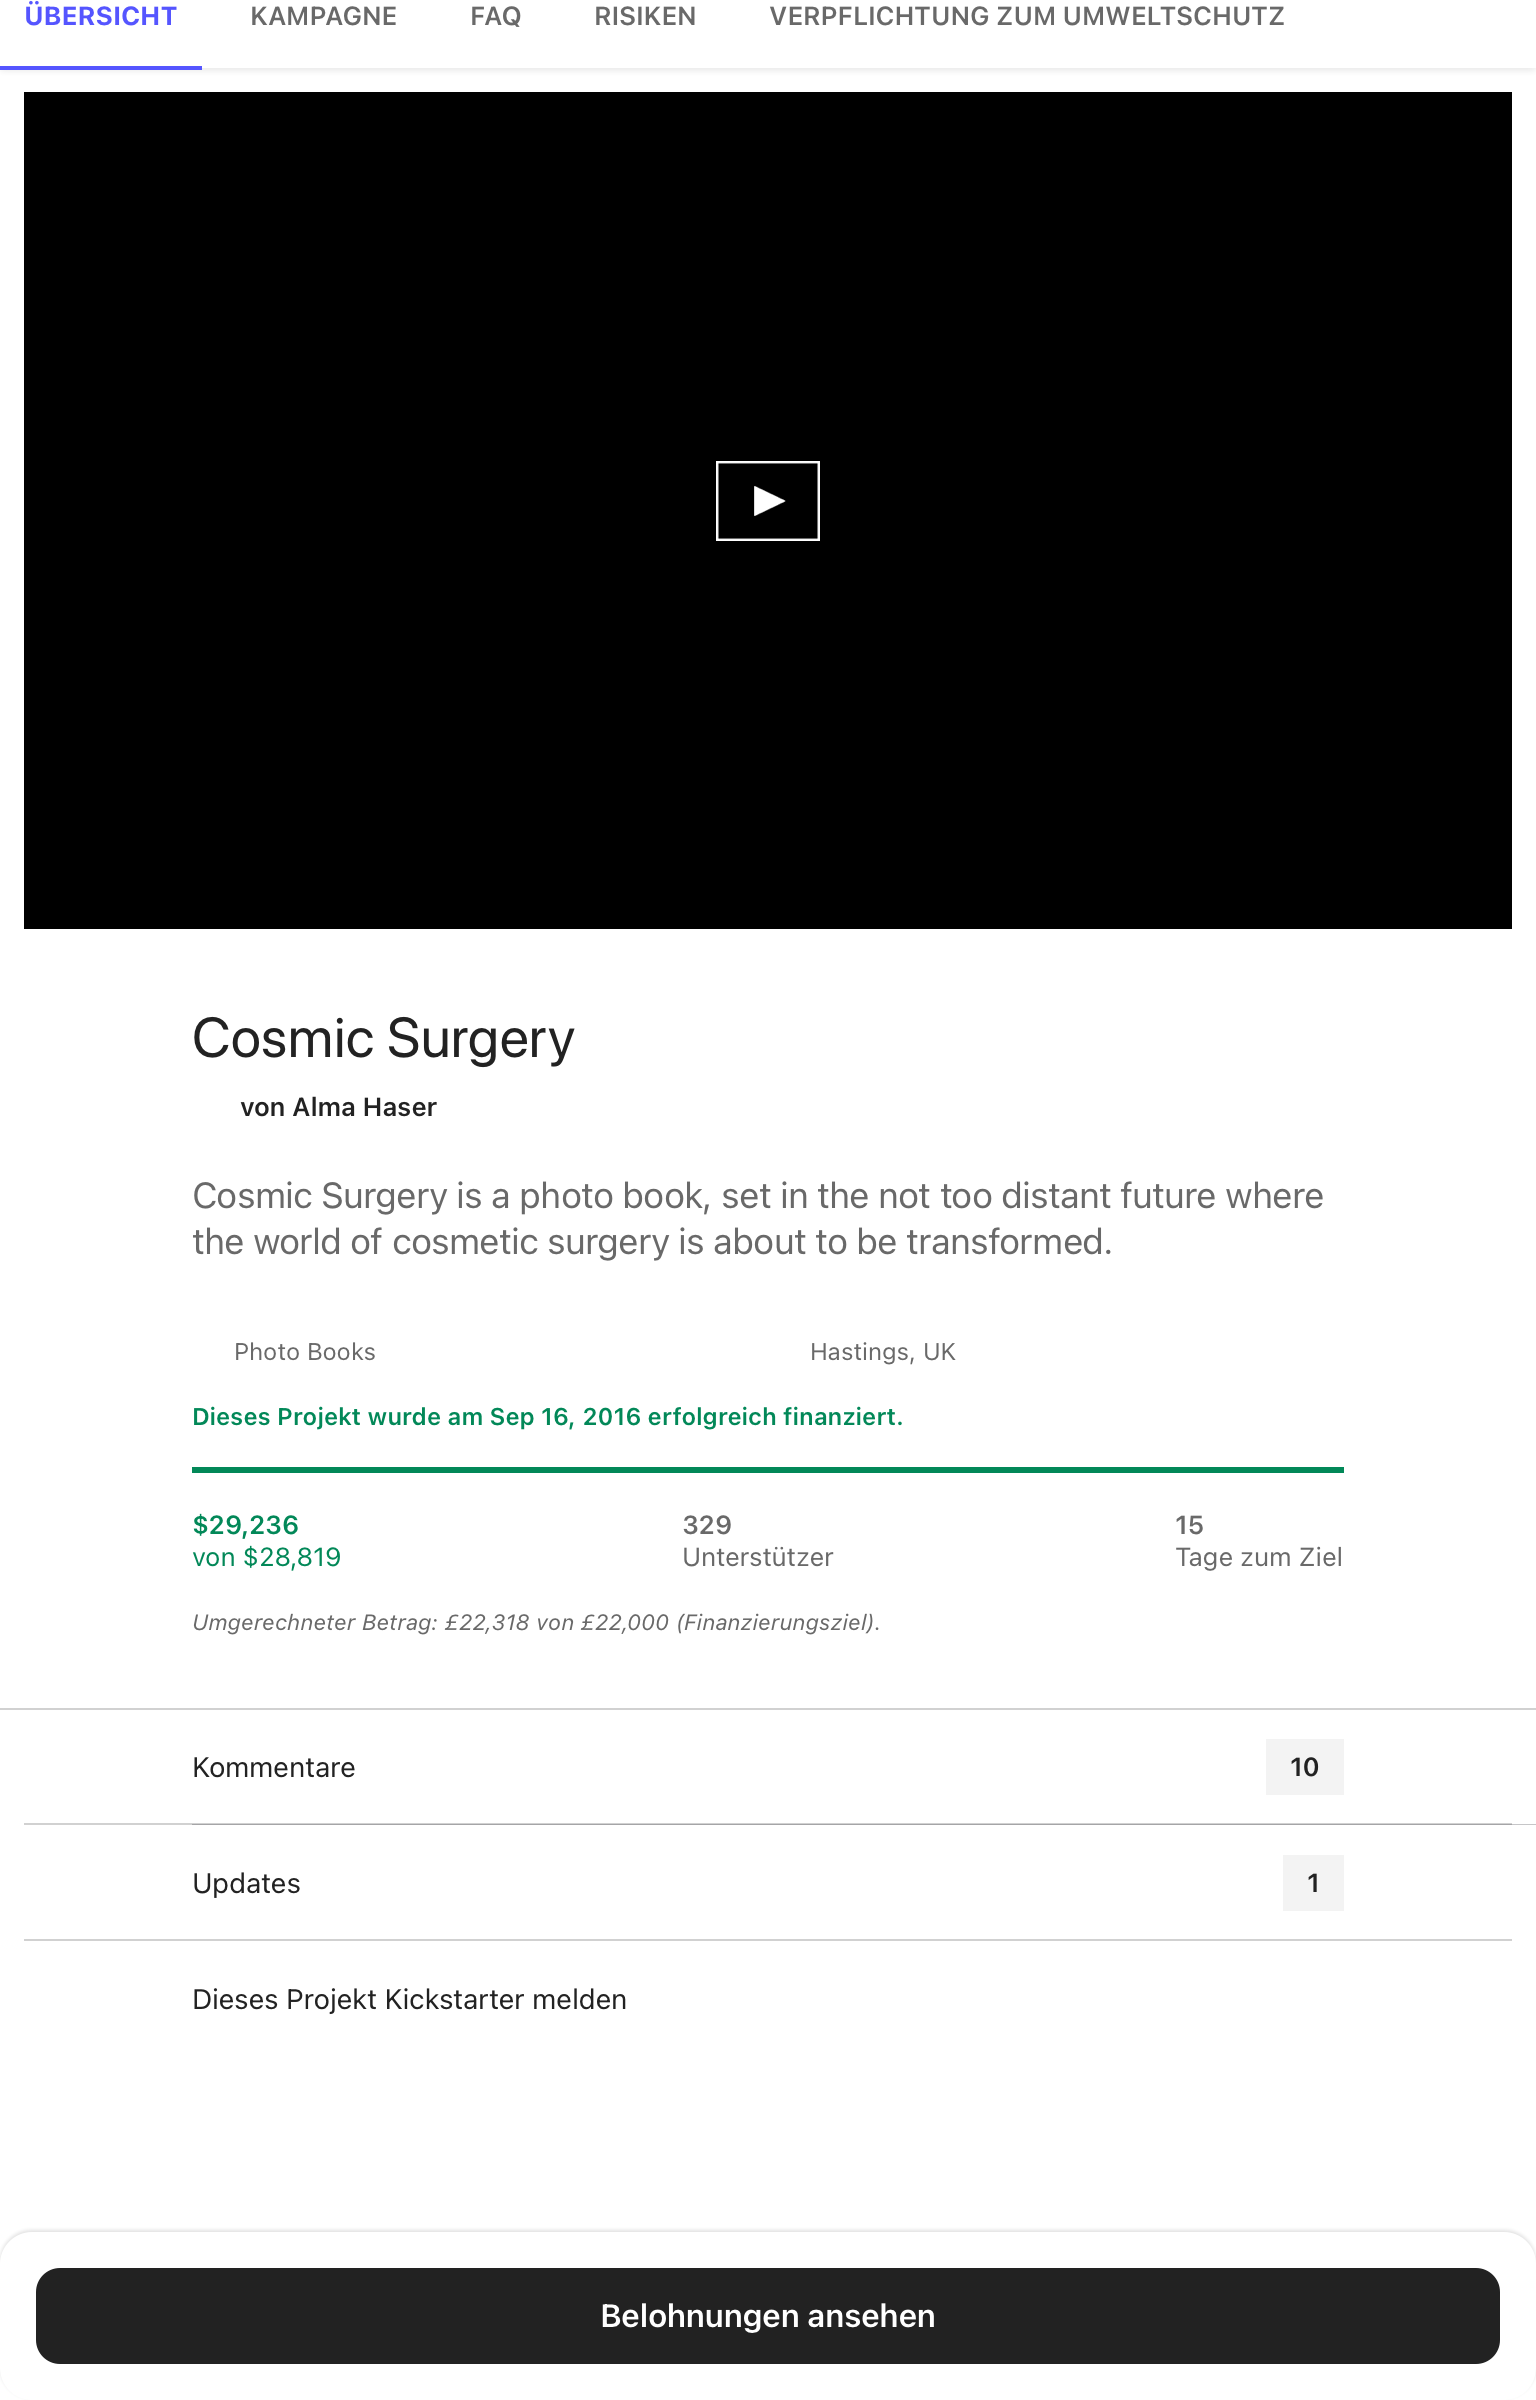 ÜBERSICHT KAMPAGNE FAQ RISIKEN VERPFLICHTUNG ZUM UMWELTSCHUTZ
Cosmic Surgery
von Alma Haser
Cosmic Surgery is a photo book, set in the not too distant future where
the world of cosmetic surgery is about to be transformed.
Photo Books Hastings, UK
Dieses Projekt wurde am Sep 16, 2016 erfolgreich finanziert.
$29,236 329 15
von $28,819 Unterstützer Tage zum Ziel
Umgerechneter Betrag: £22,318 von £22,000 (Finanzierungsziel).
Kommentare 10
Updates 1
Dieses Projekt Kickstarter melden
Belohnungen ansehen